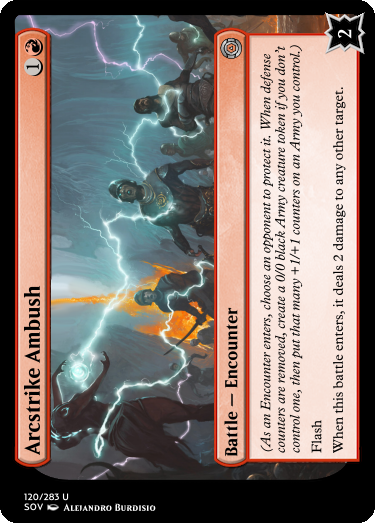 Arcstrike Ambush
1
Battle — Encounter
2
(As an Encounter enters, choose an opponent to protect it. When defense
counters are removed, create a 0/0 black Army creature token if you don't
control one, then put that many +1/+1 counters on an Army you control.)
Flash
When this battle enters, it deals 2 damage to any other target.
120/283 U
SOV Alejandro Burdisio